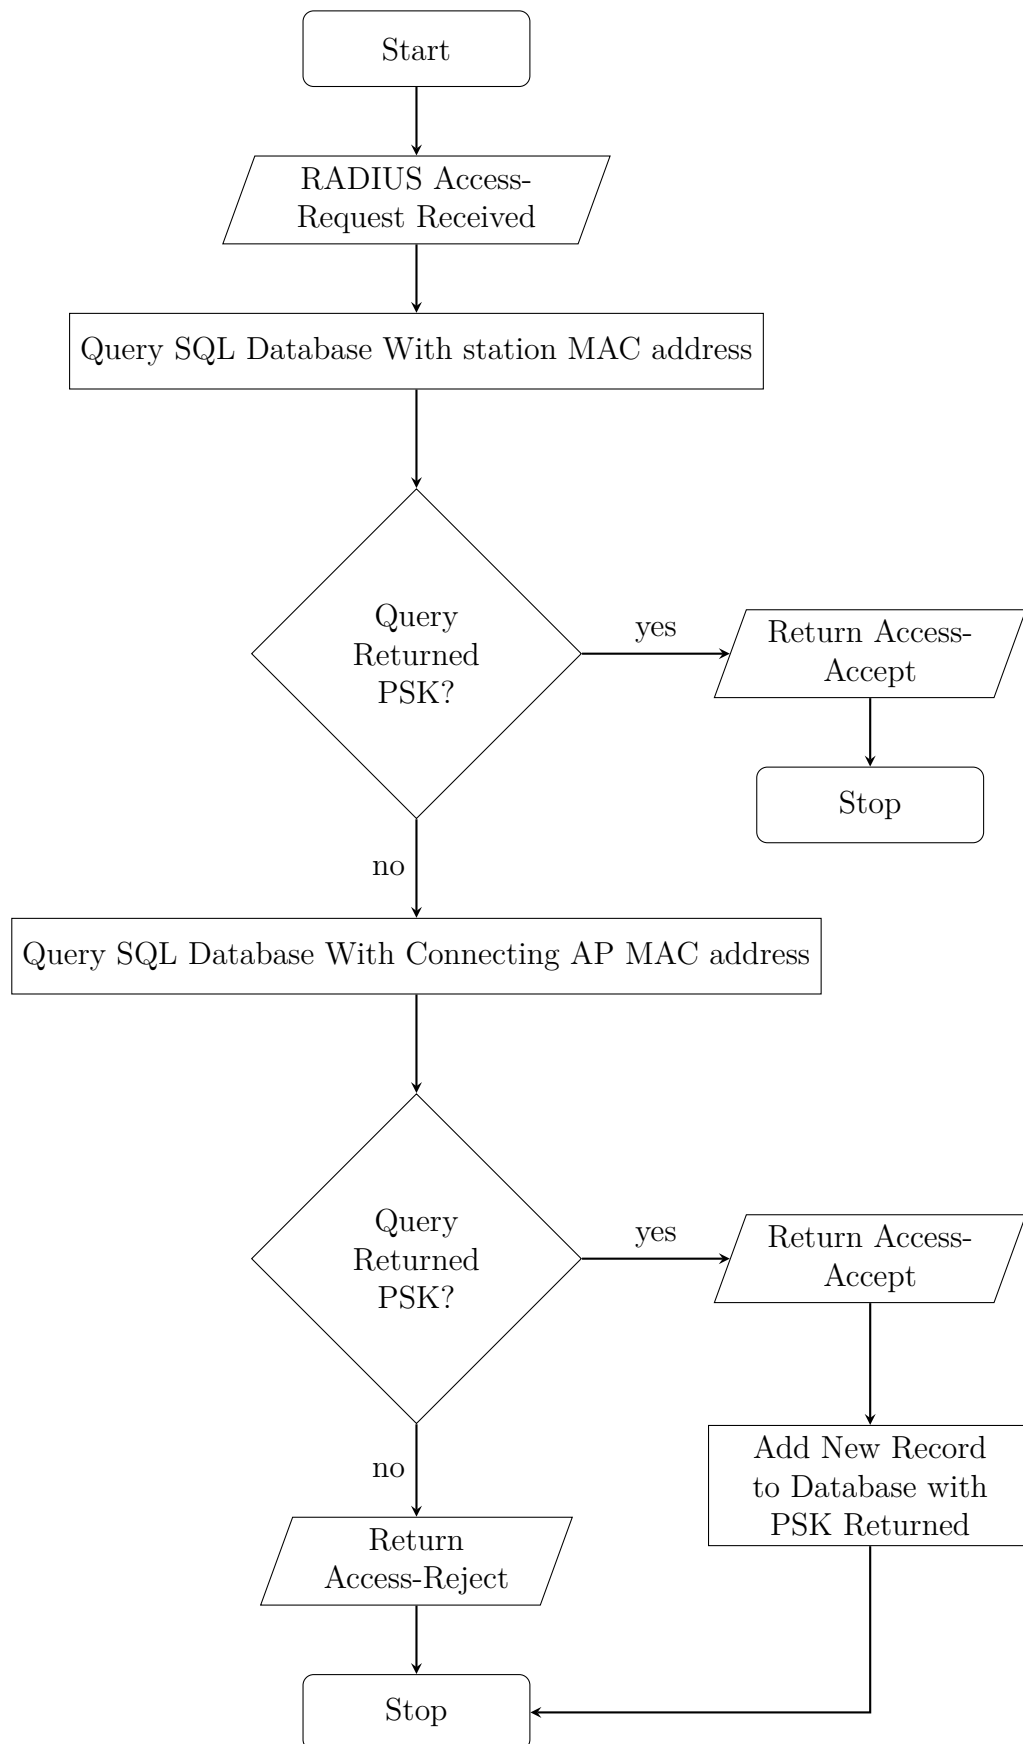 Start
RADIUS Access-
Request Received
Query SQL Database With station MAC address
Query
Returned
PSK?
yes
Return Access-
Accept
Stop
no
Query SQL Database With Connecting AP MAC address
Query
Returned
PSK?
yes
Return Access-
Accept
no
Add New Record
to Database with
PSK Returned
Return
Access-Reject
Stop